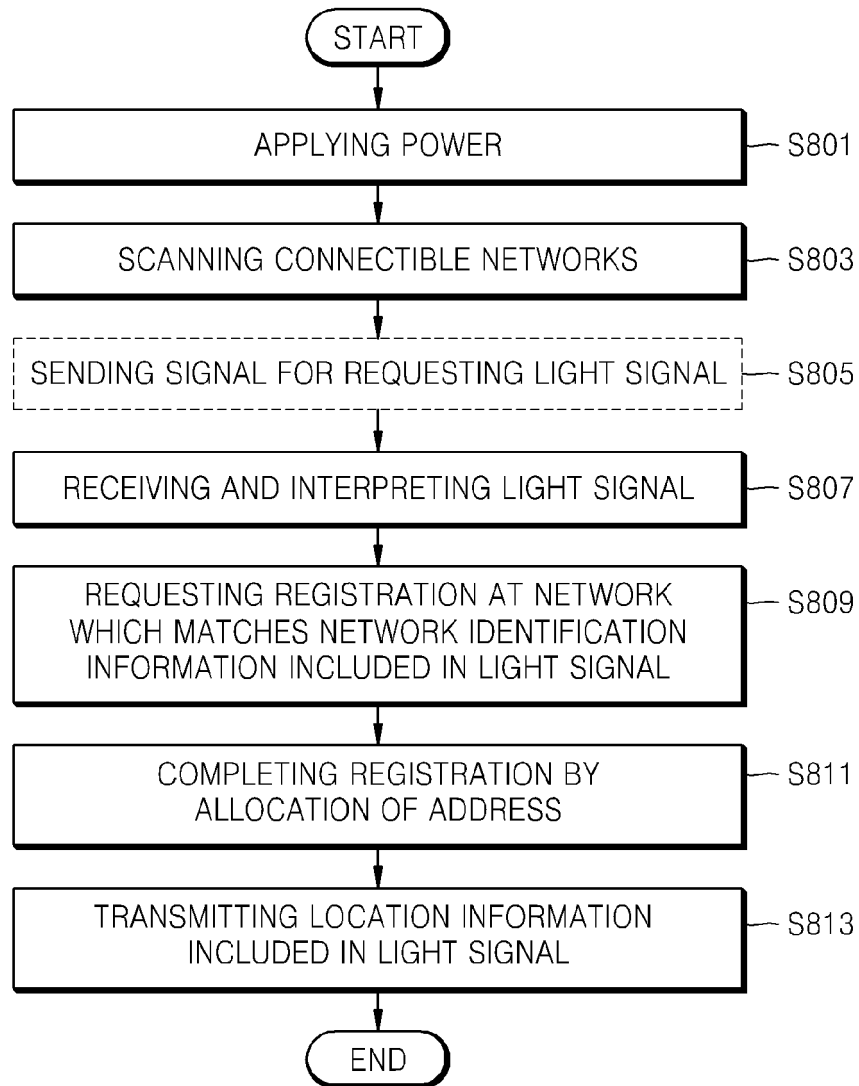 START
APPLYING POWER
S801
SCANNING CONNECTIBLE NETWORKS
S803
SENDING SIGNAL FOR REQUESTING LIGHT SIGNAL
S805
RECEIVING AND INTERPRETING LIGHT SIGNAL
S807
REQUESTING REGISTRATION AT NETWORK
WHICH MATCHES NETWORK IDENTIFICATION
INFORMATION INCLUDED IN LIGHT SIGNAL
S809
COMPLETING REGISTRATION BY
ALLOCATION OF ADDRESS
S811
TRANSMITTING LOCATION INFORMATION
INCLUDED IN LIGHT SIGNAL
S813
END